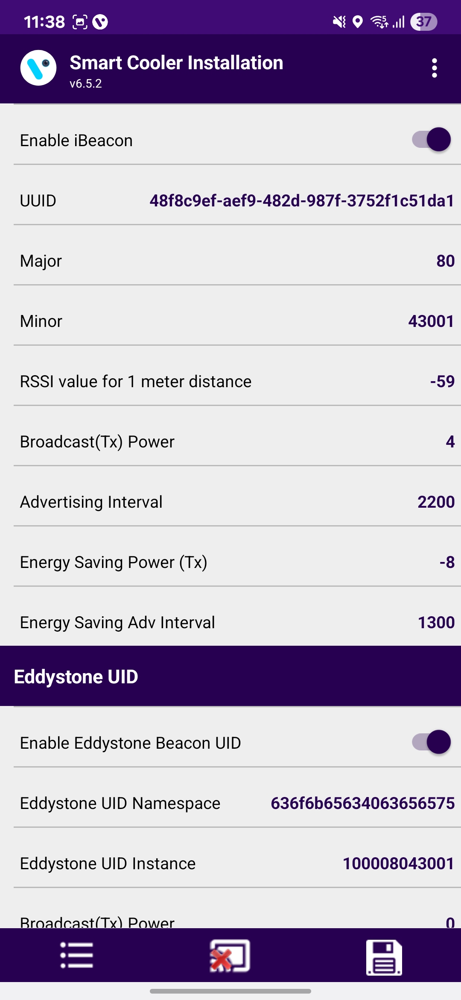 11:38
5
37
Smart Cooler Installation
v6.5.2
Enable iBeacon
UUID 48f8c9ef-aef9-482d-987f-3752f1c51da1
Major 80
Minor 43001
RSSI value for 1 meter distance -59
Broadcast(Tx) Power 4
Advertising Interval 2200
Energy Saving Power (Tx) -8
Energy Saving Adv Interval 1300
Eddystone UID
Enable Eddystone Beacon UID
Eddystone UID Namespace 636f6b65634063656575
Eddystone UID Instance 100008043001
Broadcast(Tx) Power 0